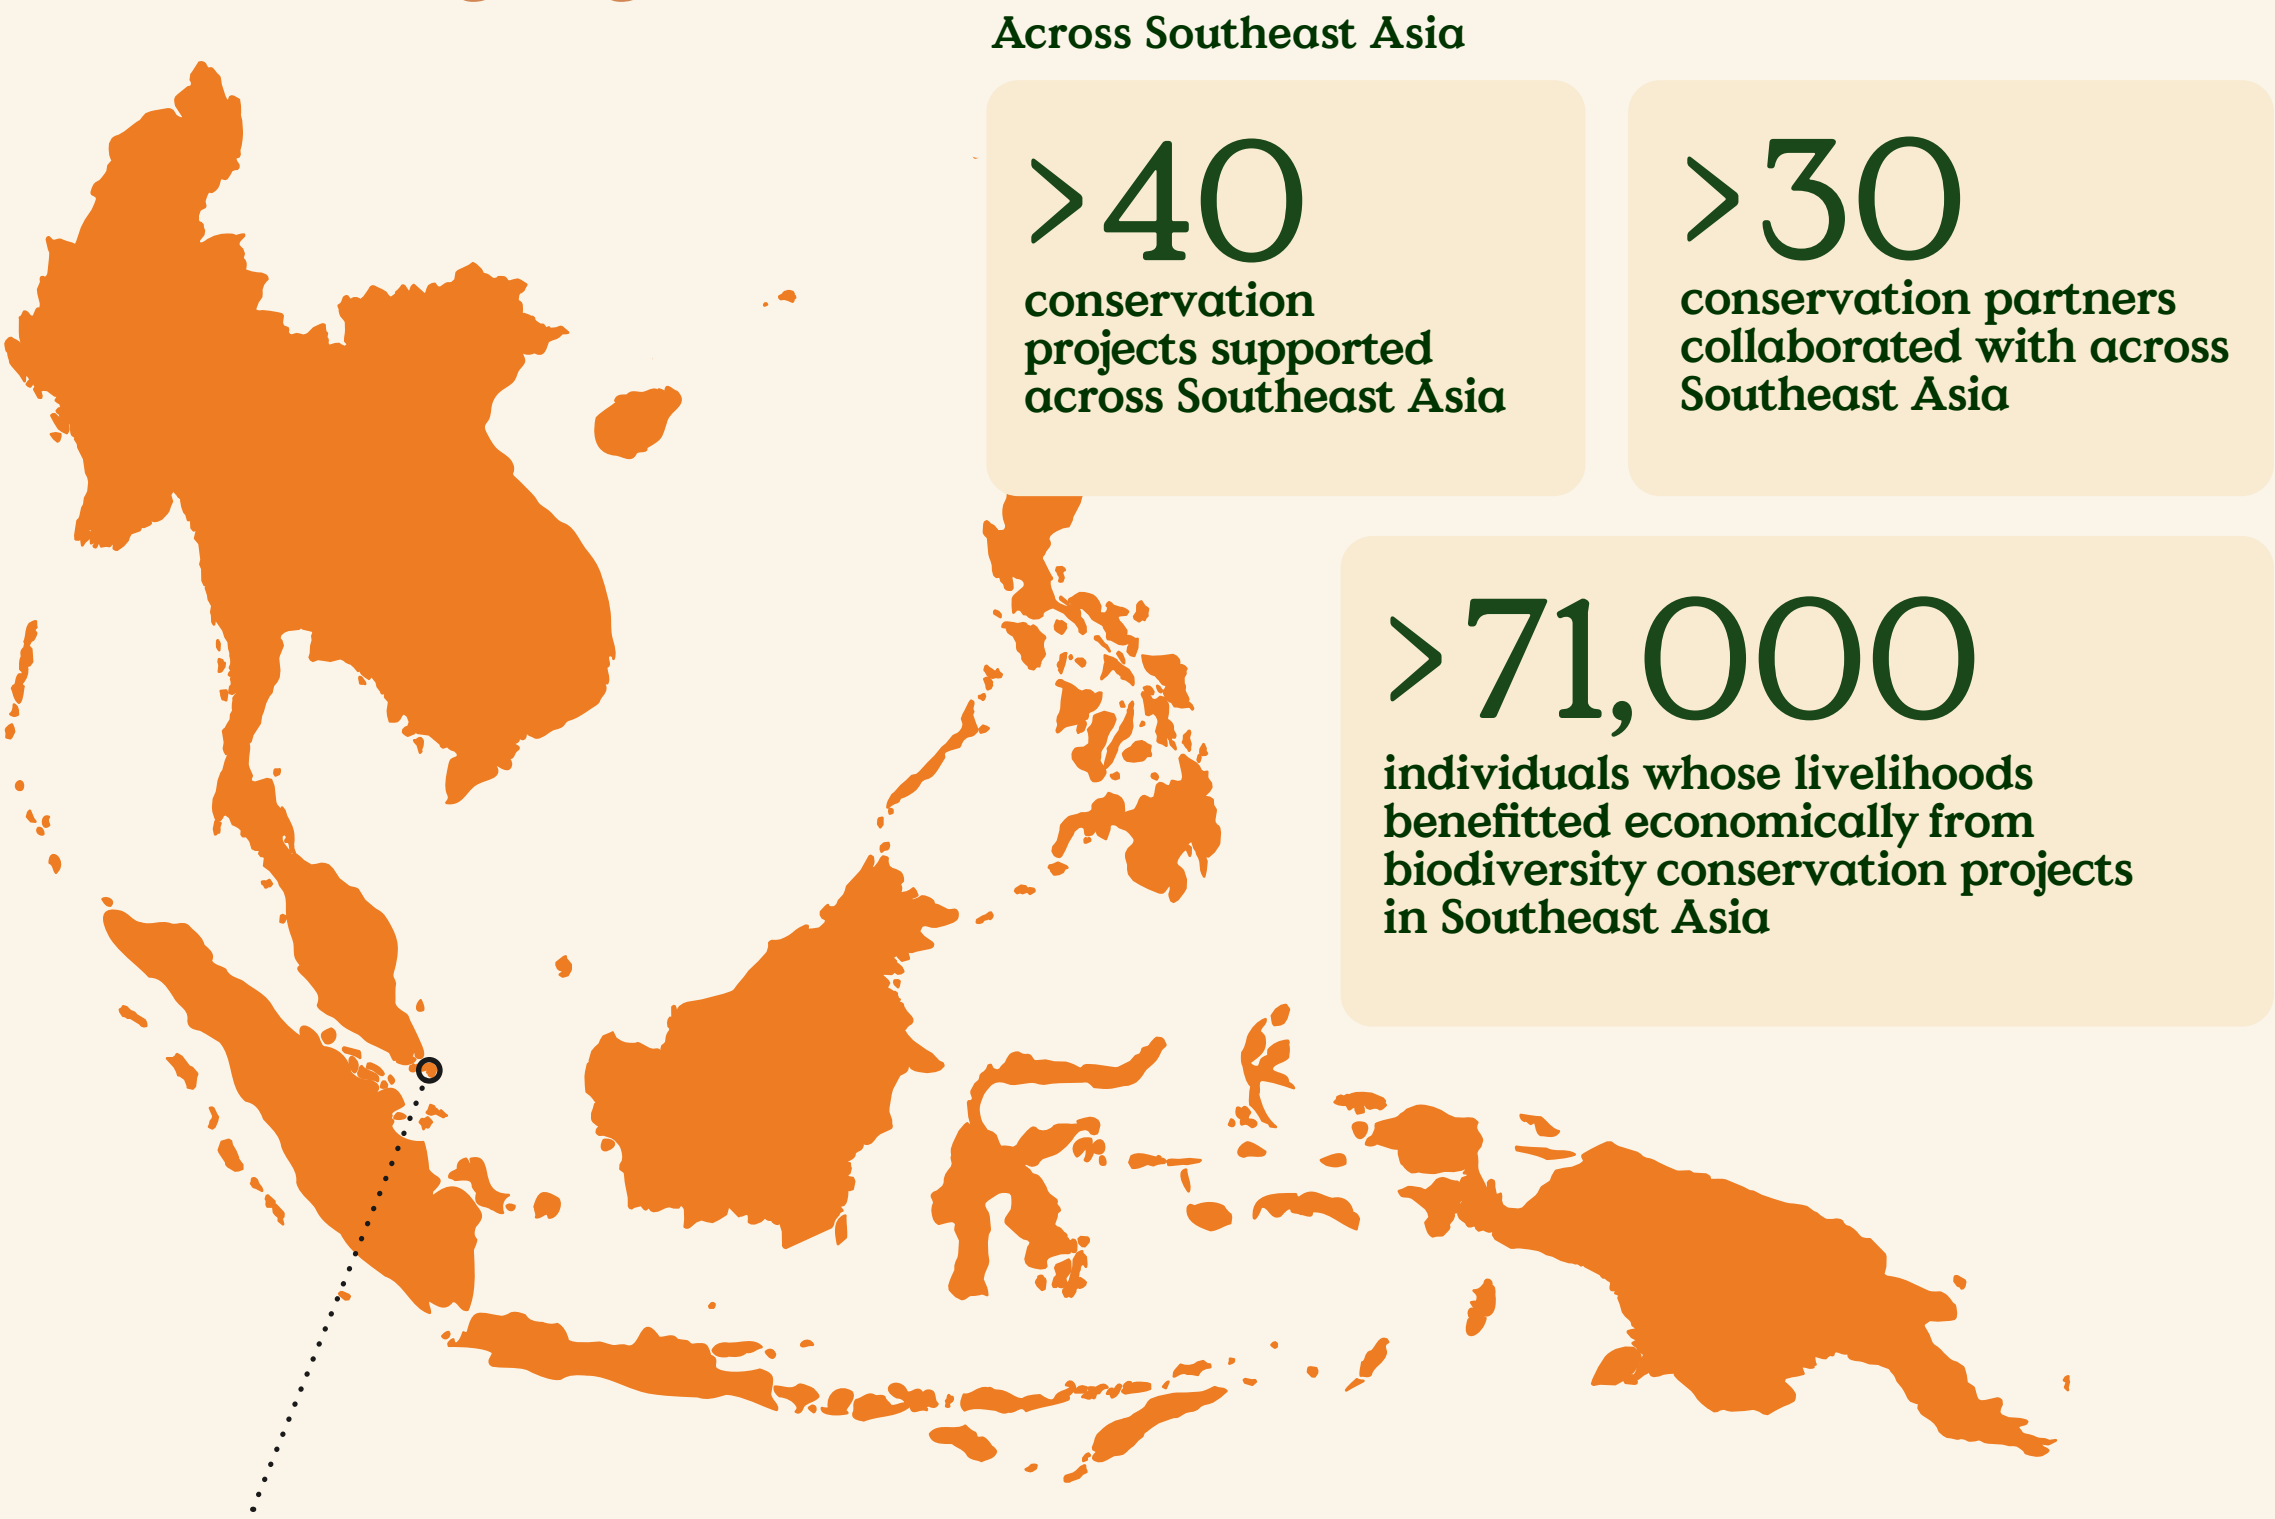 Across Southeast Asia
>40
conservation
projects supported
across Southeast Asia
>30
conservation partners
collaborated with across
Southeast Asia
>71,000
individuals whose livelihoods
benefitted economically from
biodiversity conservation projects
in Southeast Asia